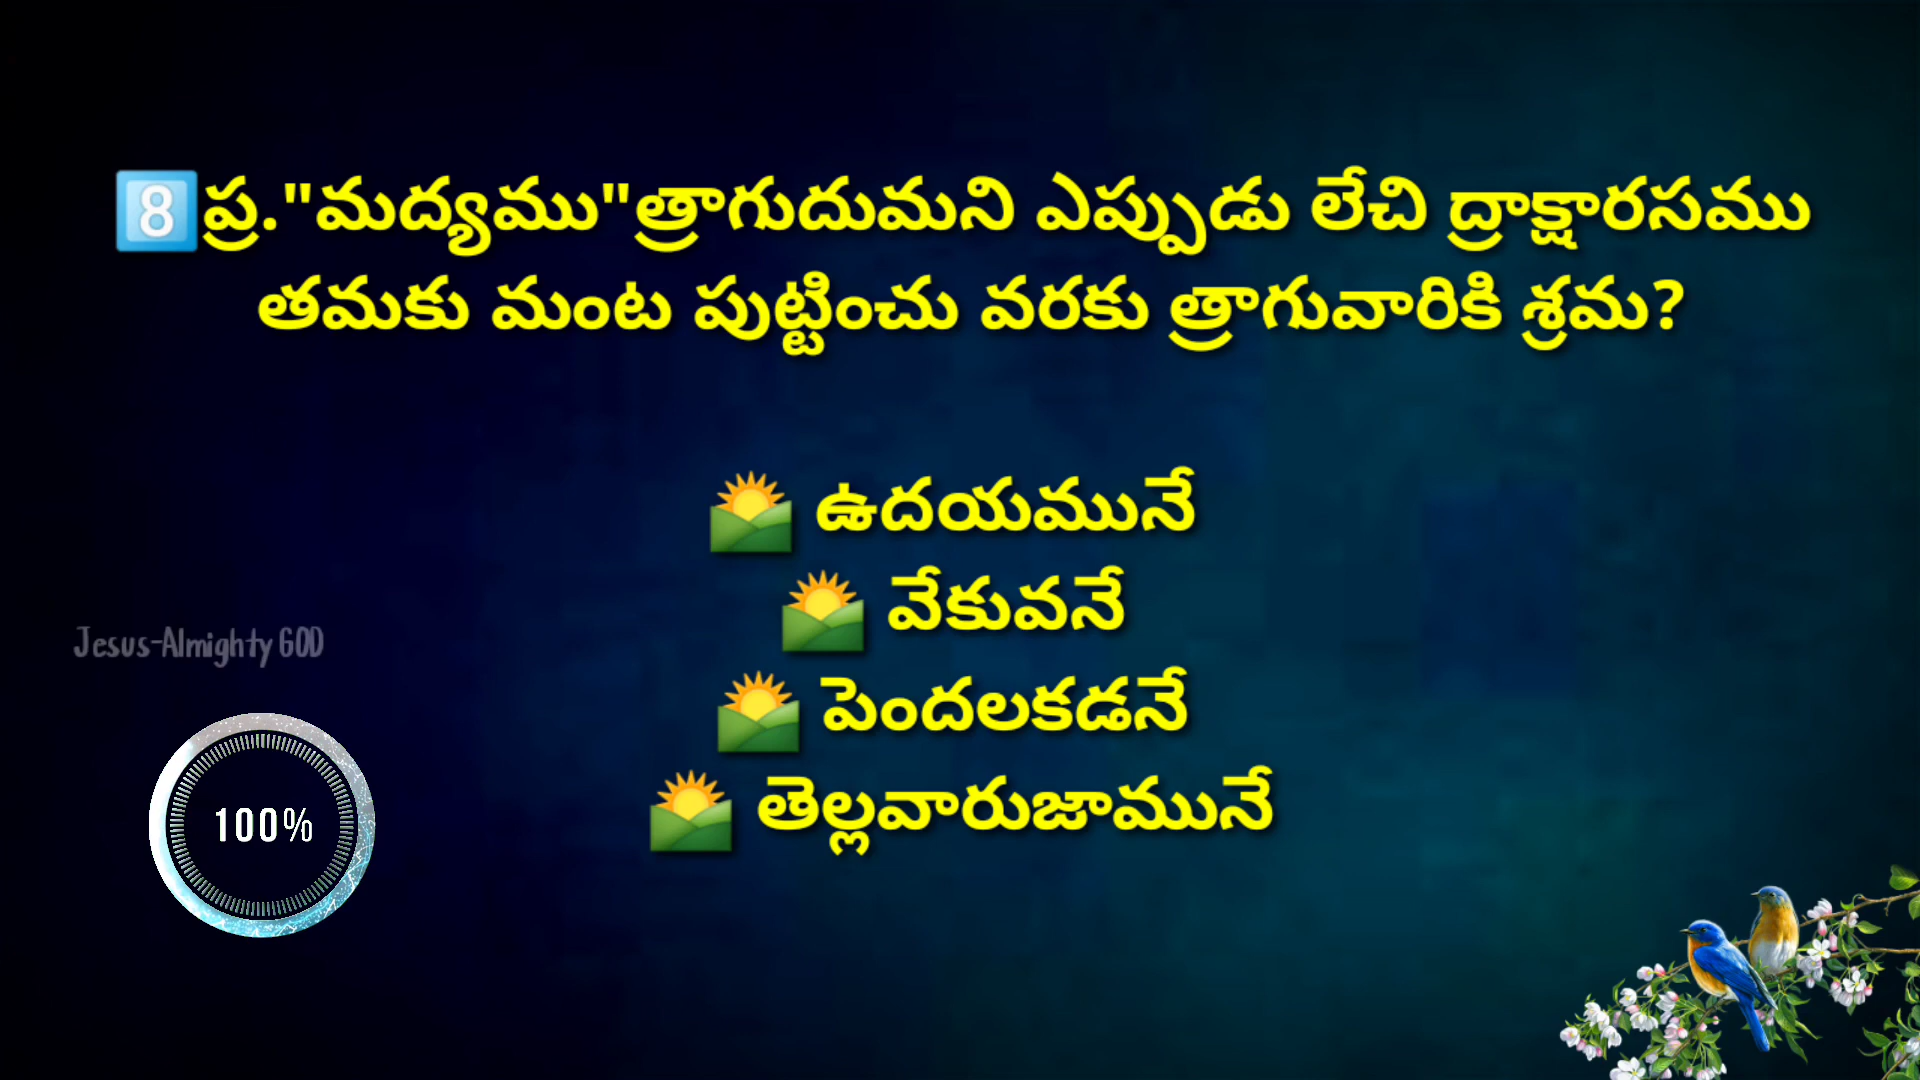 8️⃣ప్ర."మద్యము"త్రాగుదుమని ఎప్పుడు లేచి ద్రాక్షారసము
తమకు మంట పుట్టించు వరకు త్రాగువారికి శ్రమ?
ఉదయమునే
వేకువనే
పెందలకడనే
తెల్లవారుజామునే
Jesus-Almighty GOD
100%